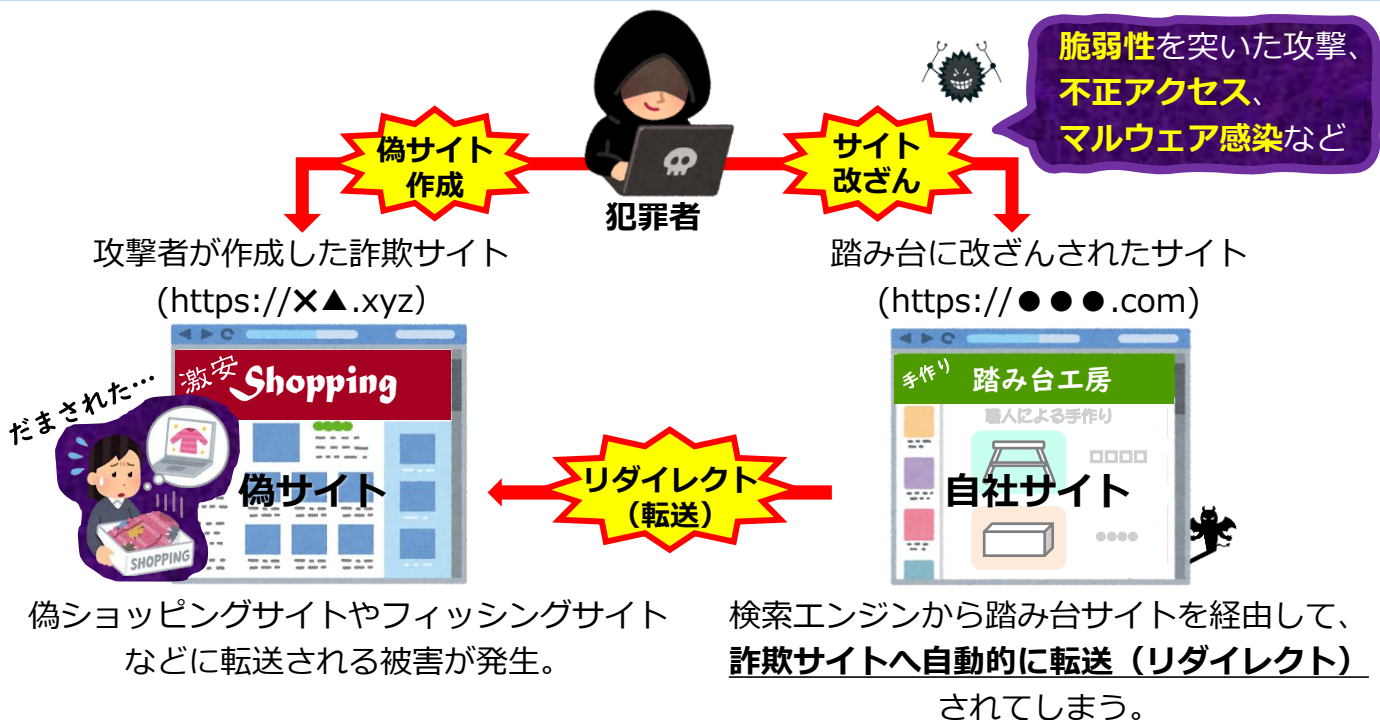 脆弱性を突いた攻撃、
不正アクセス、
マルウェア感染など
偽サイト
作成
サイト
改ざん
犯罪者
攻撃者が作成した詐欺サイト
(https://✕▲.xyz)
踏み台に改ざんされたサイト
(https://●●●.com)
激安 Shopping
だまされた…
偽サイト
SHOPPING
リダイレクト
（転送）
手作り 踏み台工房
職人による手作り
□□□□
自社サイト
●●●●
偽ショッピングサイトやフィッシングサイト
などに転送される被害が発生。
検索エンジンから踏み台サイトを経由して、
詐欺サイトへ自動的に転送（リダイレクト）
されてしまう。